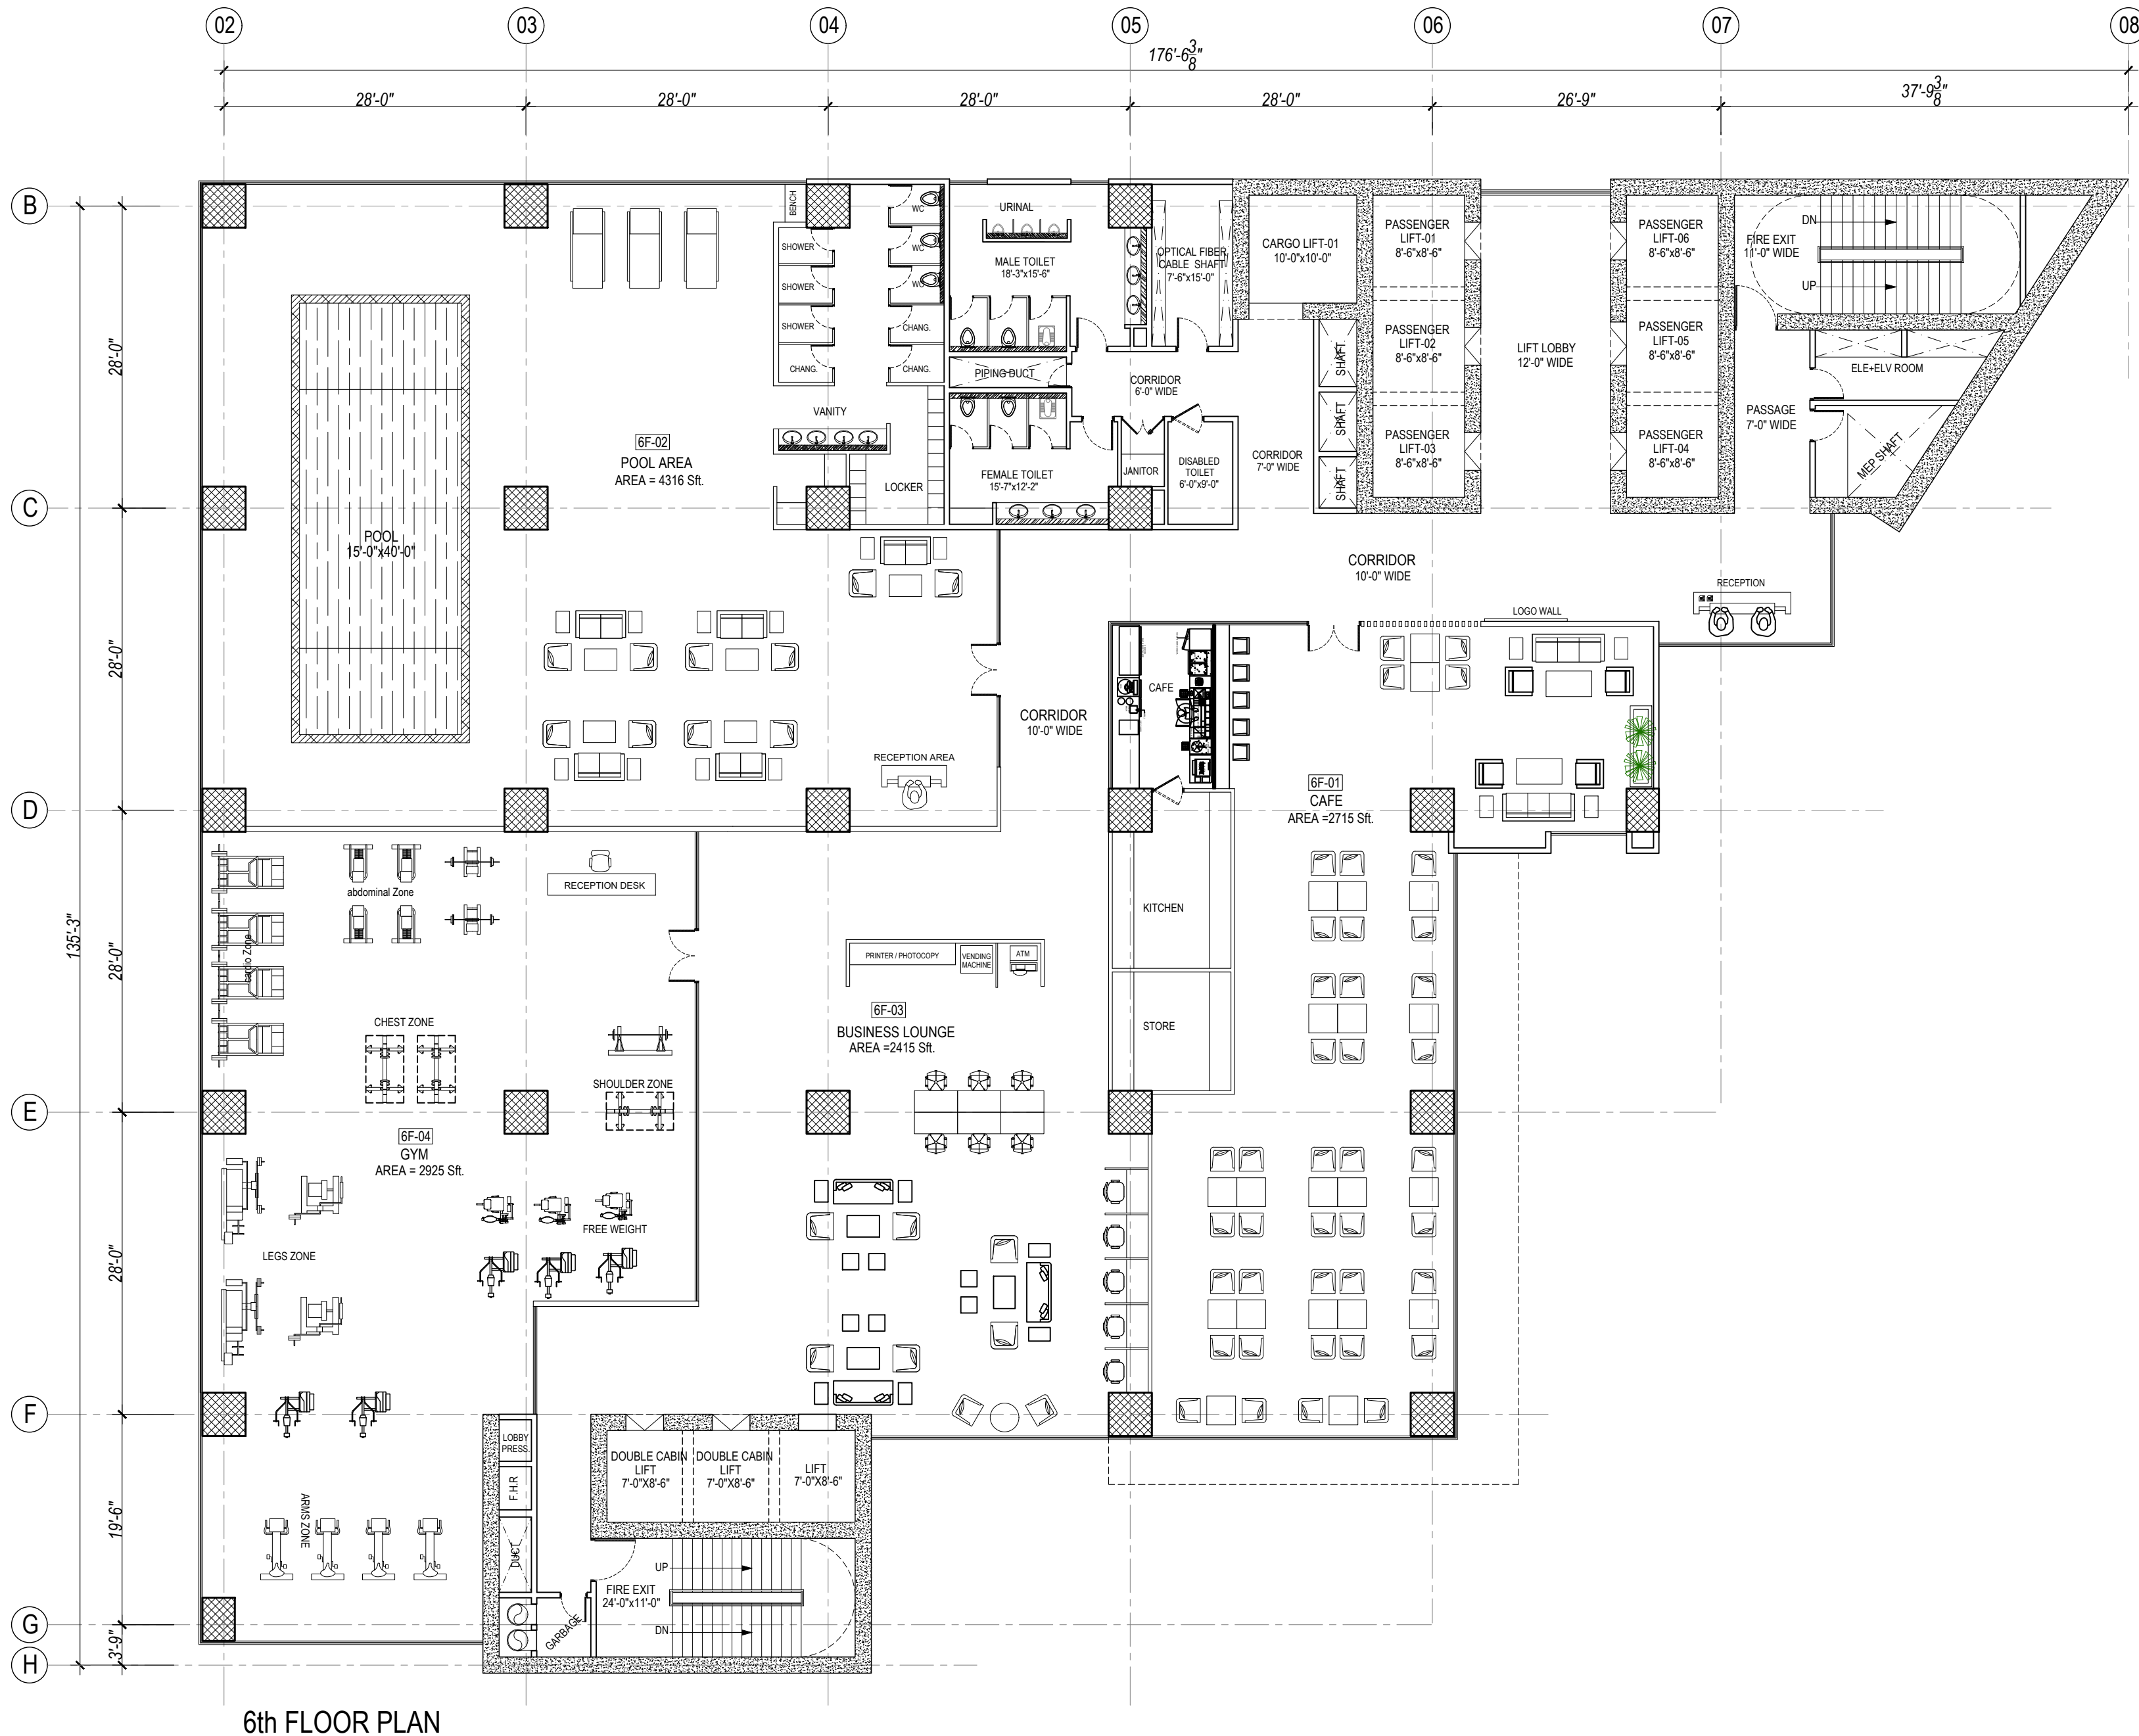 02
03
04
05
06
07
08
176'-6 3/8"
28'-0"
28'-0"
28'-0"
28'-0"
26'-9"
37'-9 3/8"
B
C
D
E
F
G
H
135'-3"
28'-0"
28'-0"
28'-0"
28'-0"
19'-6"
3'-9"
BENCH
SHOWER
SHOWER
SHOWER
CHANG.
WC
WC
WC
CHANG.
CHANG.
VANITY
LOCKER
URINAL
MALE TOILET
18'-3"x15'-6"
PIPING DUCT
FEMALE TOILET
15'-7"x12'-2"
OPTICAL FIBER
CABLE SHAFT
7'-6"x15'-0"
CORRIDOR
6'-0" WIDE
JANITOR
DISABLED
TOILET
6'-0"x9'-0"
CARGO LIFT-01
10'-0"x10'-0"
CORRIDOR
7'-0" WIDE
SHAFT
SHAFT
SHAFT
PASSENGER
LIFT-01
8'-6"x8'-6"
PASSENGER
LIFT-02
8'-6"x8'-6"
PASSENGER
LIFT-03
8'-6"x8'-6"
LIFT LOBBY
12'-0" WIDE
PASSENGER
LIFT-06
8'-6"x8'-6"
PASSENGER
LIFT-05
8'-6"x8'-6"
PASSENGER
LIFT-04
8'-6"x8'-6"
FIRE EXIT
11'-0" WIDE
DN
UP
ELE+ELV ROOM
PASSAGE
7'-0" WIDE
MEP SHAFT
6F-02
POOL AREA
AREA = 4316 Sft.
POOL
15'-0"x40'-0"
CORRIDOR
10'-0" WIDE
RECEPTION
LOGO WALL
CAFE
CORRIDOR
10'-0" WIDE
RECEPTION AREA
6F-01
CAFE
AREA =2715 Sft.
KITCHEN
STORE
RECEPTION DESK
abdominal Zone
cardio Zone
CHEST ZONE
SHOULDER ZONE
PRINTER / PHOTOCOPY
VENDING
MACHINE
ATM
6F-03
BUSINESS LOUNGE
AREA =2415 Sft.
6F-04
GYM
AREA = 2925 Sft.
FREE WEIGHT
LEGS ZONE
ARMS ZONE
LOBBY
PRESS.
F.H.R
DUCT
GARBAGE
DOUBLE CABIN
LIFT
7'-0"X8'-6"
DOUBLE CABIN
LIFT
7'-0"X8'-6"
LIFT
7'-0"X8'-6"
FIRE EXIT
24'-0"x11'-0"
UP
DN
6th FLOOR PLAN